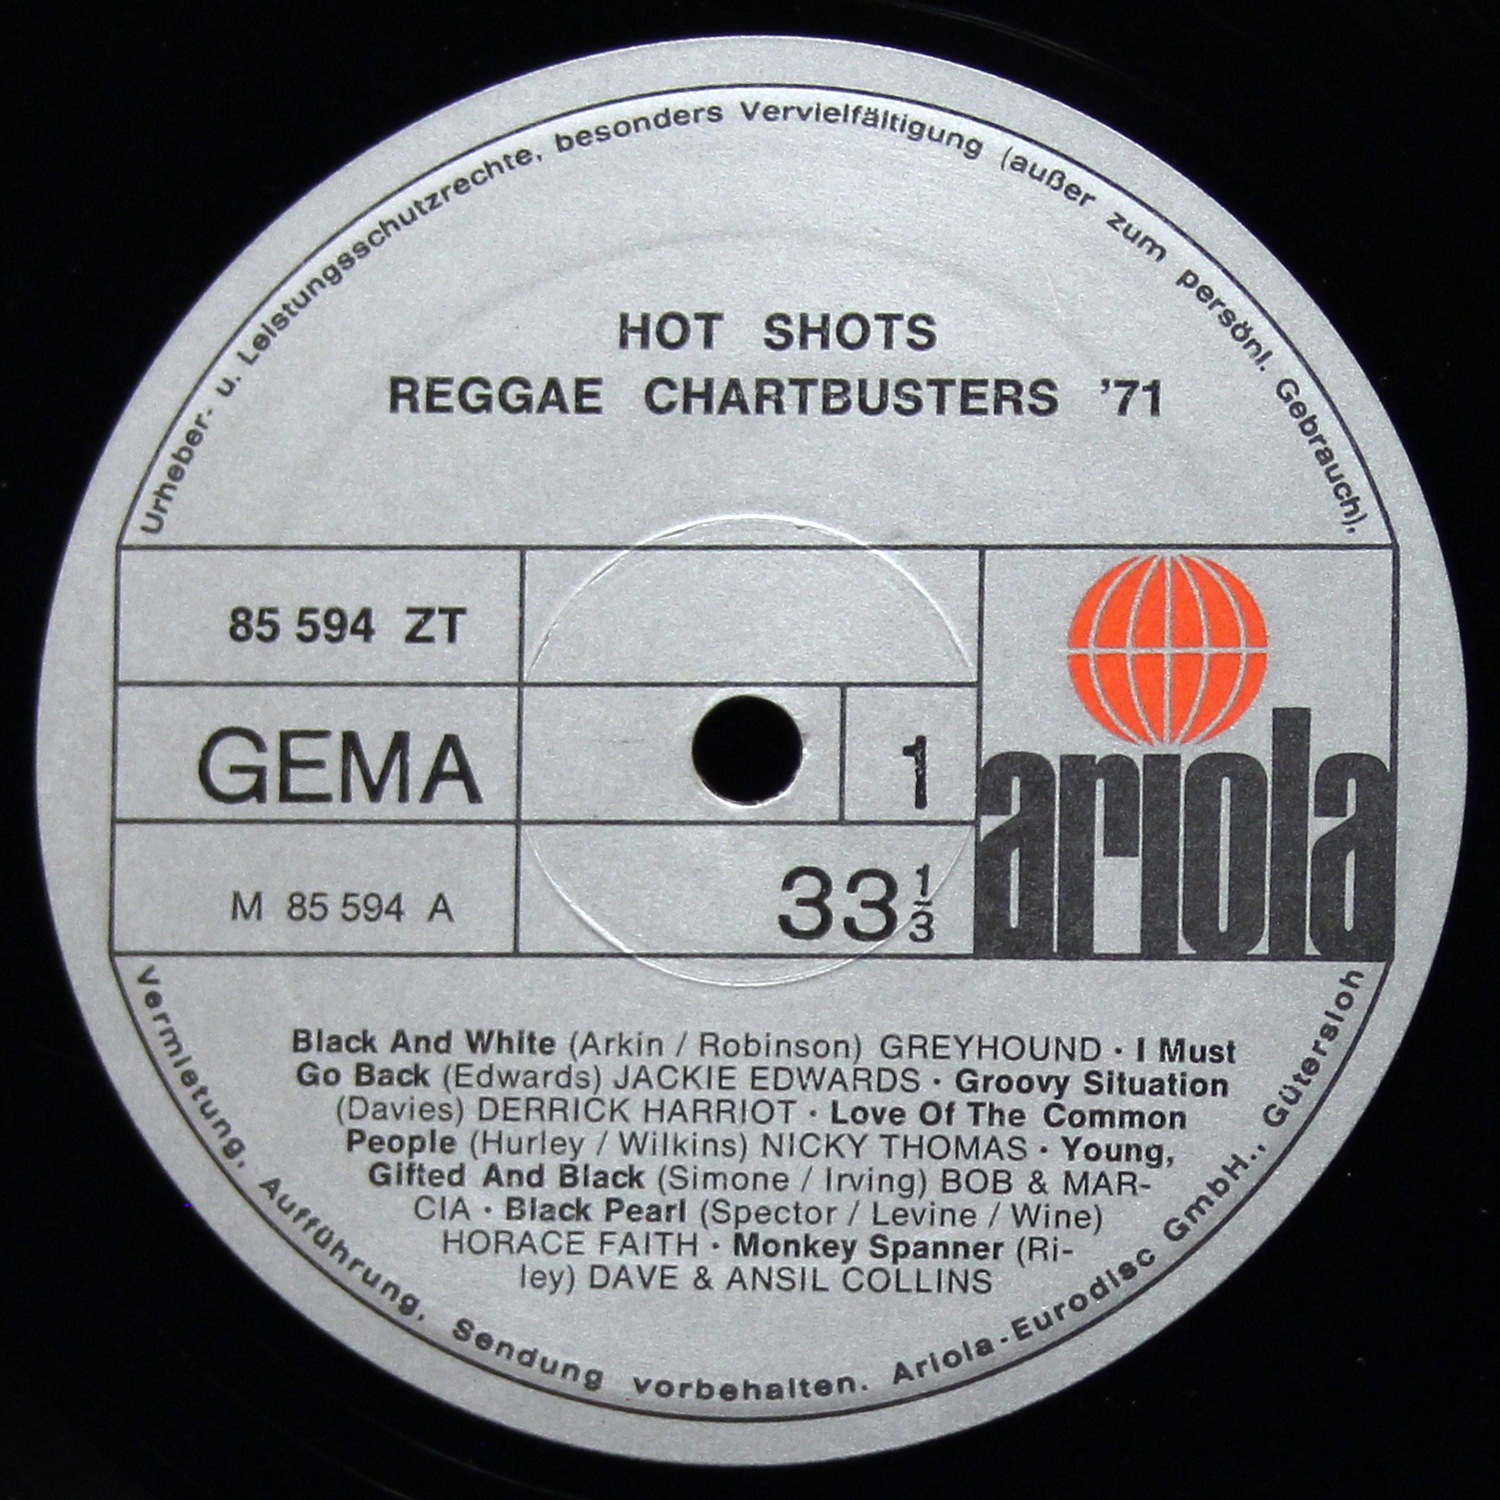 Urheber- u. Leistungsschutzrechte, besonders Vervielfältigung (außer zum persönl. Gebrauch),
HOT SHOTS
REGGAE CHARTBUSTERS ’71
85 594 ZT
GEMA
1
M 85 594 A
33 1/3
ariola
Black And White (Arkin / Robinson) GREYHOUND · I Must
Go Back (Edwards) JACKIE EDWARDS · Groovy Situation
(Davies) DERRICK HARRIOT · Love Of The Common
People (Hurley / Wilkins) NICKY THOMAS · Young,
Gifted And Black (Simone / Irving) BOB & MAR-
CIA · Black Pearl (Spector / Levine / Wine)
HORACE FAITH · Monkey Spanner (Ri-
ley) DAVE & ANSIL COLLINS
Vermietung, Aufführung, Sendung vorbehalten. Ariola-Eurodisc GmbH., Gütersloh